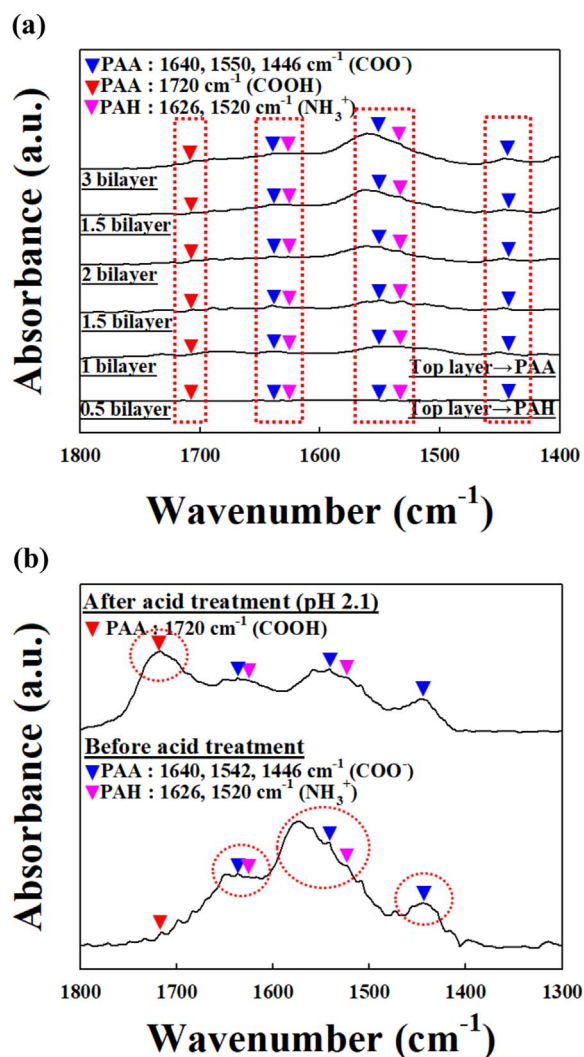 (a)
▼PAA : 1640, 1550, 1446 cm⁻¹ (COO⁻)
▼PAA : 1720 cm⁻¹ (COOH)
▼PAH : 1626, 1520 cm⁻¹ (NH₃⁺)
3 bilayer
1.5 bilayer
2 bilayer
1.5 bilayer
1 bilayer
Top layer→PAA
0.5 bilayer
Top layer→PAH
Absorbance (a.u.)
1800 1700 1600 1500 1400
Wavenumber (cm⁻¹)
(b)
After acid treatment (pH 2.1)
▼ PAA : 1720 cm⁻¹ (COOH)
Before acid treatment
▼PAA : 1640, 1542, 1446 cm⁻¹ (COO⁻)
▼PAH : 1626, 1520 cm⁻¹ (NH₃⁺)
Absorbance (a.u.)
1800 1700 1600 1500 1400 1300
Wavenumber (cm⁻¹)